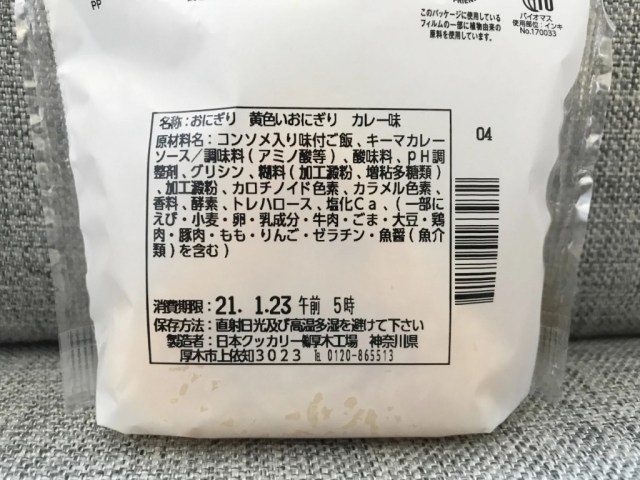 PP
このパッケージに使用している
フィルムの一部に植物由来の
原料を使用しています。
バイオマス
使用部位:インキ
No.170033
04
名称:おにぎり 黄色いおにぎり カレー味
原材料名:コンソメ入り味付ご飯、キーマカレー
ソース/調味料(アミノ酸等)、酸味料、pH調
整剤、グリシン、糊料(加工澱粉、増粘多糖類)
、加工澱粉、カロチノイド色素、カラメル色素、
香料、酵素、トレハロース、塩化Ca、(一部に
えび・小麦・卵・乳成分・牛肉・ごま・大豆・鶏
肉・豚肉・もも・りんご・ゼラチン・魚醤(魚介
類)を含む)
消費期限:21. 1.23 午前 5時
保存方法:直射日光及び高温多湿を避けて下さい
製造者:日本クッカリー㈱厚木工場 神奈川県
厚木市上依知3023 ℡ 0120-865513